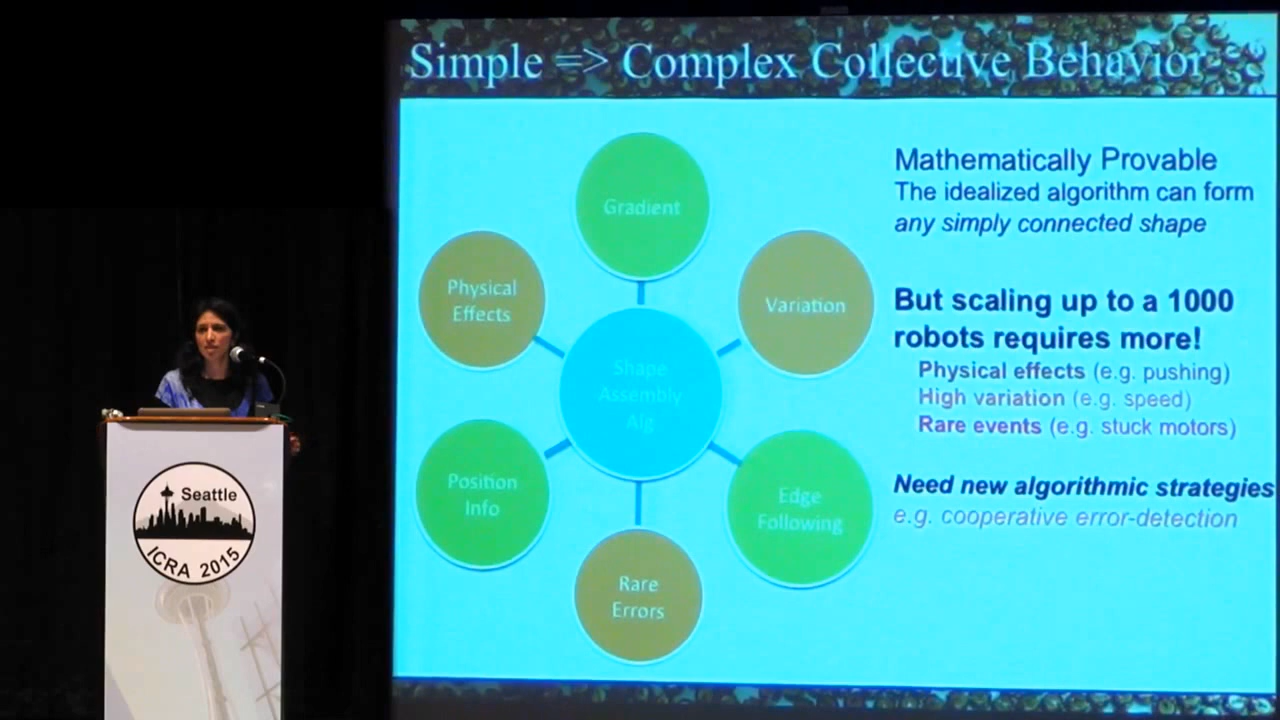 Simple => Complex Collective Behavior
Gradient
Physical
Effects
Variation
Shape
Assembly
Alg
Position
Info
Edge
Following
Rare
Errors
Mathematically Provable
The idealized algorithm can form
any simply connected shape
But scaling up to a 1000
robots requires more!
Physical effects (e.g. pushing)
High variation (e.g. speed)
Rare events (e.g. stuck motors)
Need new algorithmic strategies
e.g. cooperative error-detection
Seattle
ICRA 2015